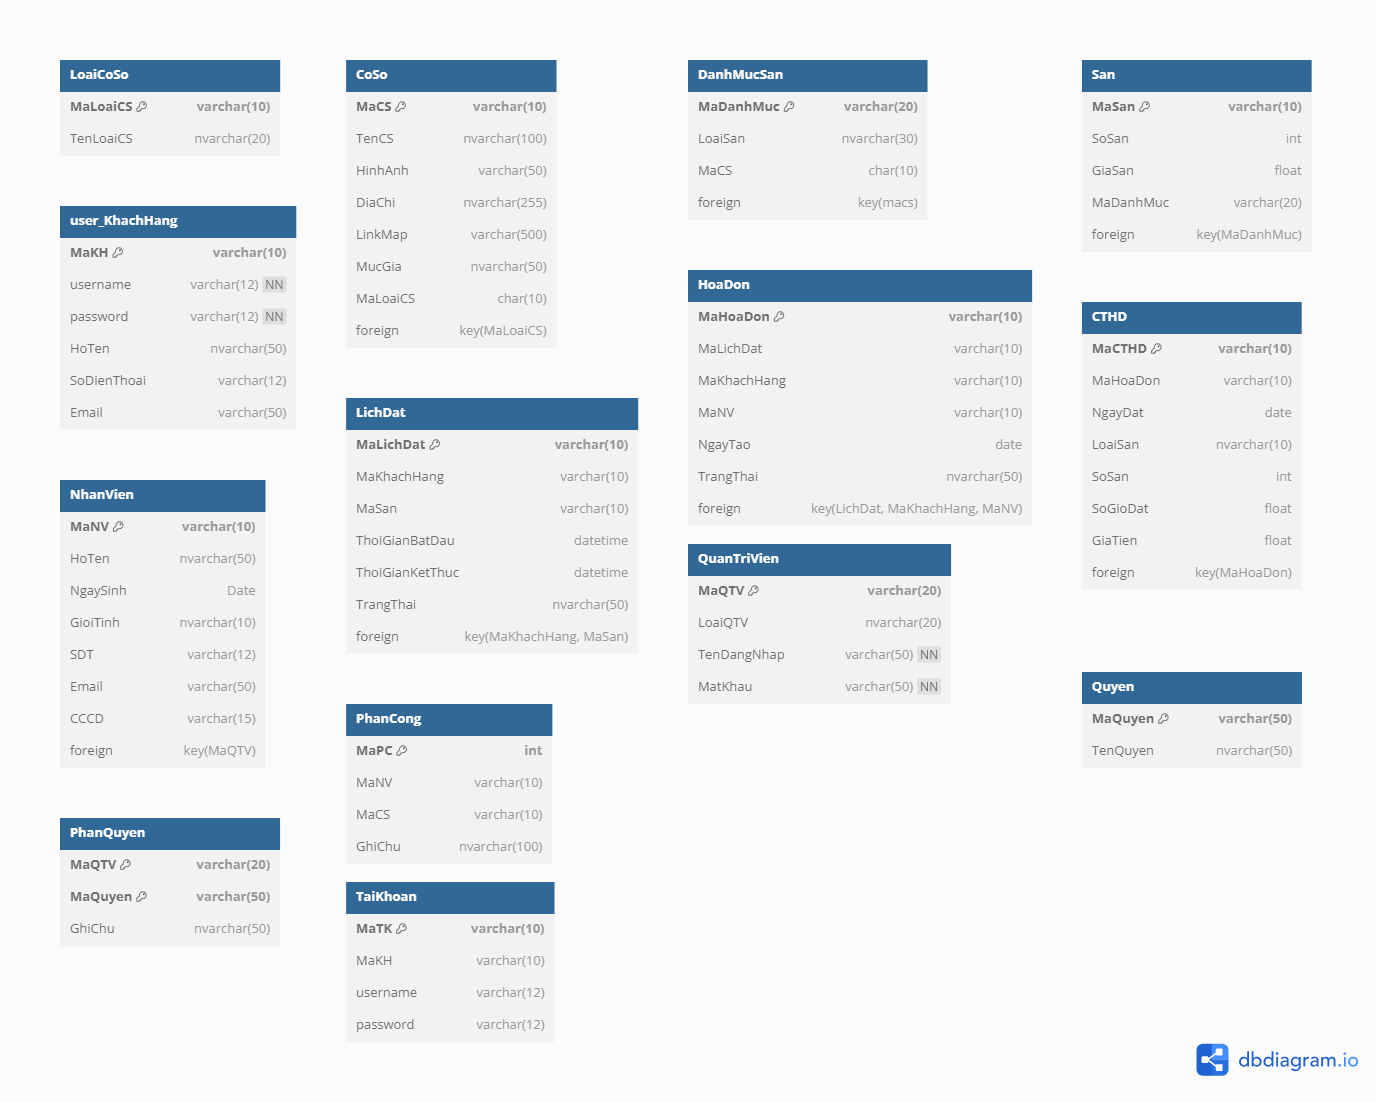 LoaiCoSo
MaLoaiCS varchar(10)
TenLoaiCS nvarchar(20)
user_KhachHang
MaKH varchar(10)
username varchar(12) NN
password varchar(12) NN
HoTen nvarchar(50)
SoDienThoai varchar(12)
Email varchar(50)
NhanVien
MaNV varchar(10)
HoTen nvarchar(50)
NgaySinh Date
GioiTinh nvarchar(10)
SDT varchar(12)
Email varchar(50)
CCCD varchar(15)
foreign key(MaQTV)
PhanQuyen
MaQTV varchar(20)
MaQuyen varchar(50)
GhiChu nvarchar(50)
CoSo
MaCS varchar(10)
TenCS nvarchar(100)
HinhAnh varchar(50)
DiaChi nvarchar(255)
LinkMap varchar(500)
MucGia nvarchar(50)
MaLoaiCS char(10)
foreign key(MaLoaiCS)
LichDat
MaLichDat varchar(10)
MaKhachHang varchar(10)
MaSan varchar(10)
ThoiGianBatDau datetime
ThoiGianKetThuc datetime
TrangThai nvarchar(50)
foreign key(MaKhachHang, MaSan)
PhanCong
MaPC int
MaNV varchar(10)
MaCS varchar(10)
GhiChu nvarchar(100)
TaiKhoan
MaTK varchar(10)
MaKH varchar(10)
username varchar(12)
password varchar(12)
DanhMucSan
MaDanhMuc varchar(20)
LoaiSan nvarchar(30)
MaCS char(10)
foreign key(macs)
HoaDon
MaHoaDon varchar(10)
MaLichDat varchar(10)
MaKhachHang varchar(10)
MaNV varchar(10)
NgayTao date
TrangThai nvarchar(50)
foreign key(LichDat, MaKhachHang, MaNV)
QuanTriVien
MaQTV varchar(20)
LoaiQTV nvarchar(20)
TenDangNhap varchar(50) NN
MatKhau varchar(50) NN
San
MaSan varchar(10)
SoSan int
GiaSan float
MaDanhMuc varchar(20)
foreign key(MaDanhMuc)
CTHD
MaCTHD varchar(10)
MaHoaDon varchar(10)
NgayDat date
LoaiSan nvarchar(10)
SoSan int
SoGioDat float
GiaTien float
foreign key(MaHoaDon)
Quyen
MaQuyen varchar(50)
TenQuyen nvarchar(50)
dbdiagram.io